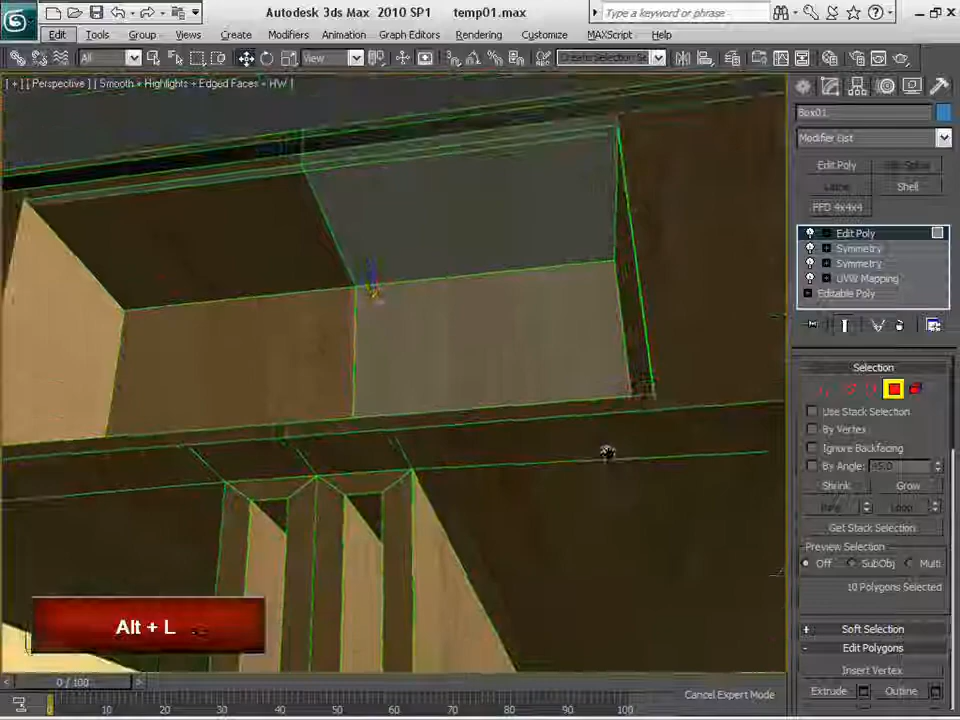 Autodesk 3ds Max 2010 SP1 temp01.max
Type a keyword or phrase
Edit Tools Group Views Create Modifiers Animation Graph Editors Rendering Customize MAXScript Help
All View Create Selection Se
[ + ] [ Perspective ] [ Smooth + Highlights + Edged Faces + HW ]
Box01
Modifier List
Edit Poly
Shell
FFD 4x4x4
Edit Poly
Symmetry
Symmetry
UVW Mapping
Editable Poly
Selection
Use Stack Selection
By Vertex
Ignore Backfacing
By Angle: 45.0
Shrink Grow
Ring Loop
Get Stack Selection
Preview Selection
Off SubObj Multi
10 Polygons Selected
Soft Selection
Edit Polygons
Insert Vertex
Extrude Outline
Alt + L
0 / 100
Cancel Expert Mode
0 10 20 30 40 50 60 70 80 90 100